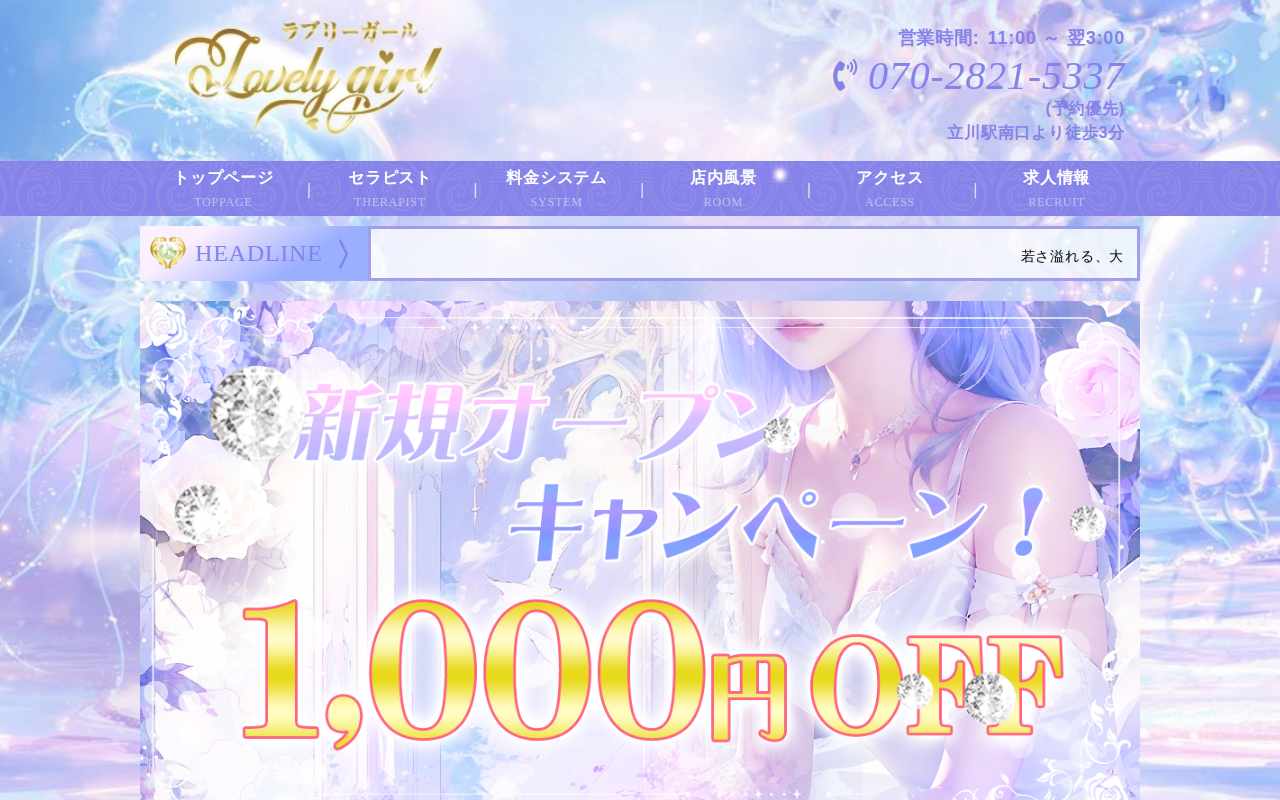 ラブリーガール
Lovely girl
営業時間: 11:00 ～ 翌3:00
070-2821-5337
(予約優先)
立川駅南口より徒歩3分
トップページ
TOPPAGE
セラピスト
THERAPIST
料金システム
SYSTEM
店内風景
ROOM
アクセス
ACCESS
求人情報
RECRUIT
HEADLINE
若さ溢れる、大
新規オープン
キャンペーン！
1,000円 OFF